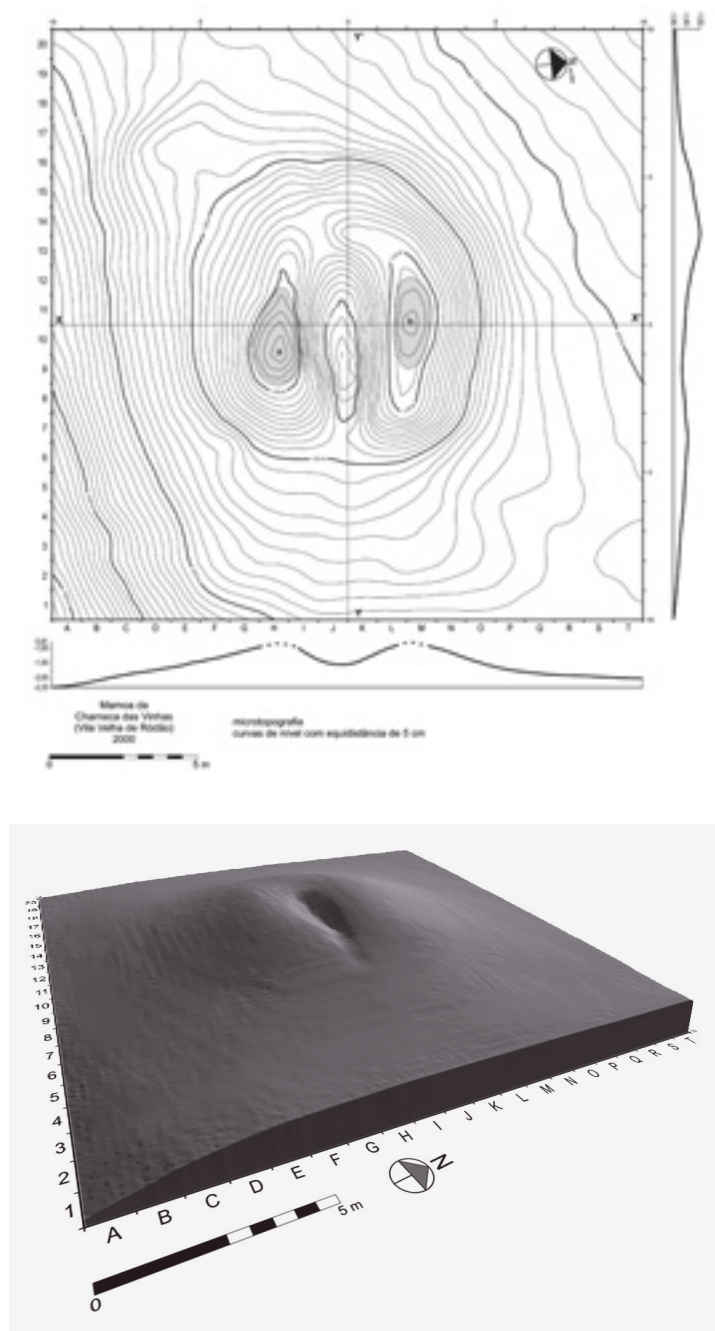 Y'
20
19
18
17
16
15
14
13
12
11
10
9
8
7
6
5
4
3
2
1
X
X'
Y
A B C D E F G H I J K L M N O P Q R S T
Mamoa da
Charneca das Vinhas
(Vila Velha de Ródão)
2000
microtopografia
curvas de nível com equidistância de 5 cm
0 5 m
20
19
18
17
16
15
14
13
12
11
10
9
8
7
6
5
4
3
2
1
A B C D E F G H I J K L M N O P Q R S T
N
0 5 m